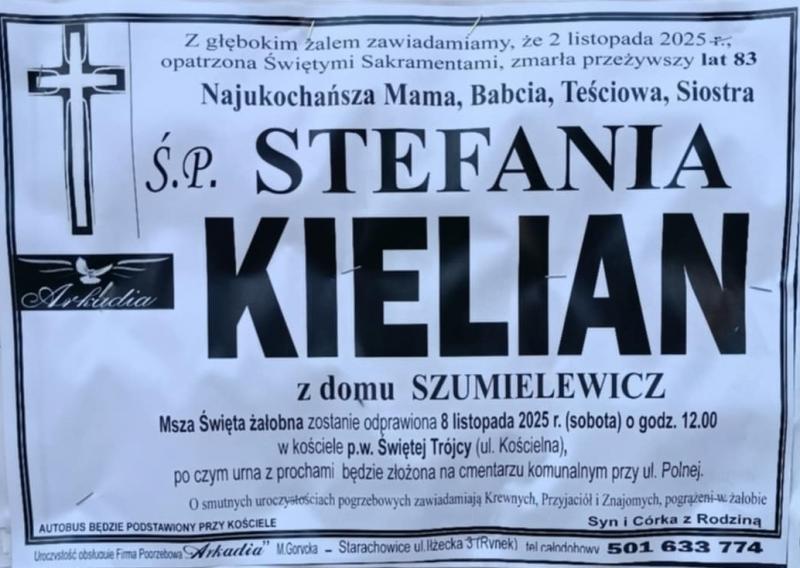 Z głębokim żalem zawiadamiamy, że 2 listopada 2025 r.,
opatrzona Świętymi Sakramentami, zmarła przeżywszy lat 83
Najukochańsza Mama, Babcia, Teściowa, Siostra
Ś.P. STEFANIA
KIELIAN
Arkadia
z domu SZUMIELEWICZ
Msza Święta żałobna zostanie odprawiona 8 listopada 2025 r. (sobota) o godz. 12.00
w kościele p.w. Świętej Trójcy (ul. Kościelna),
po czym urna z prochami będzie złożona na cmentarzu komunalnym przy ul. Polnej.
O smutnych uroczystościach pogrzebowych zawiadamiają Krewnych, Przyjaciół i Znajomych, pogrążeni w żałobie
AUTOBUS BĘDZIE PODSTAWIONY PRZY KOŚCIELE
Syn i Córka z Rodziną
Uroczystość obsługuje Firma Pogrzebowa "Arkadia" M.Gorycka – Starachowice ul.Iłżecka 3 (Rynek) tel.całodobowy 501 633 774